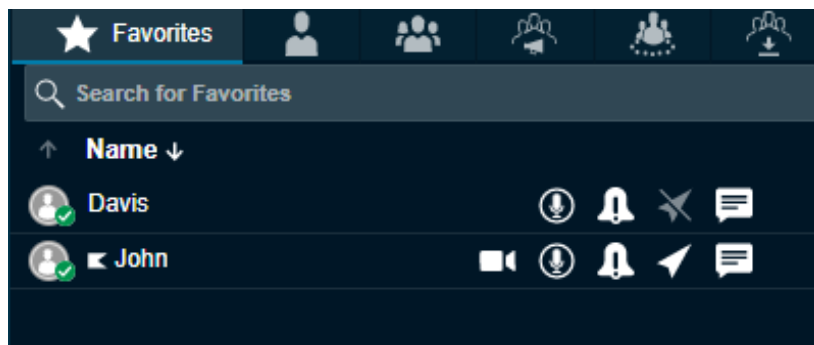 Favorites
Search for Favorites
Name
Davis
John